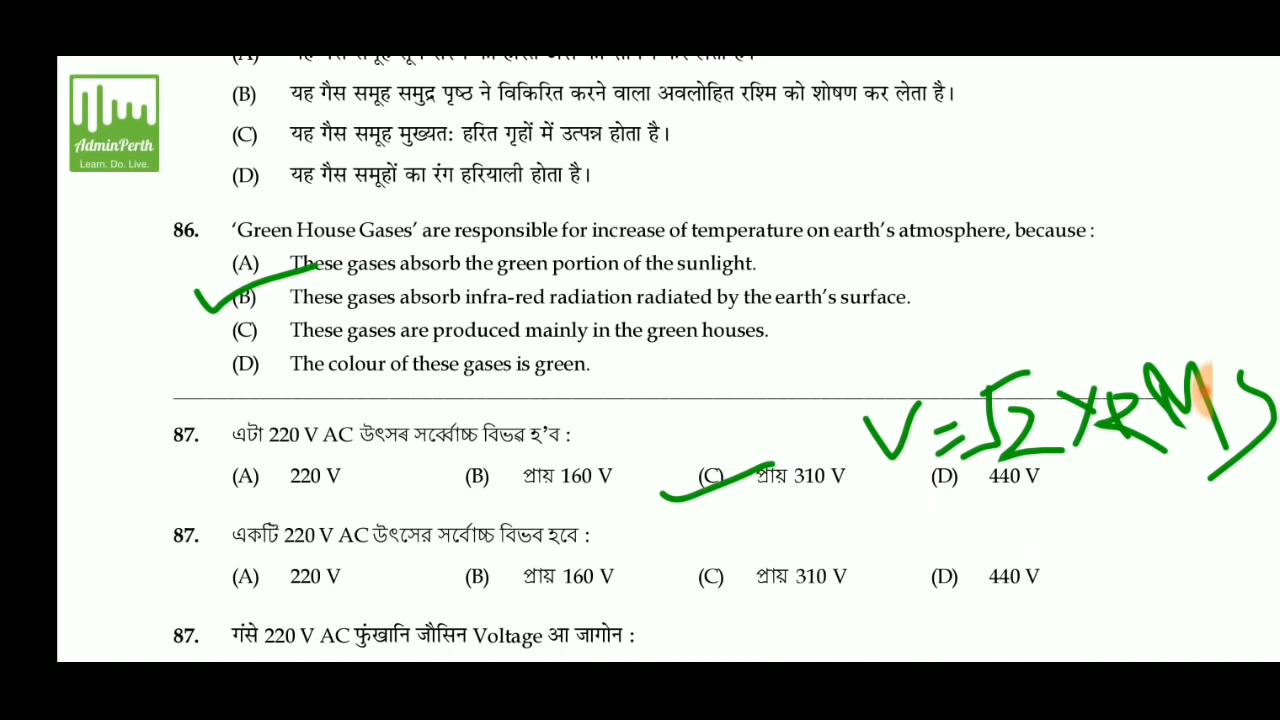 AdminPerth
Learn. Do. Live.
(B) यह गैस समूह समुद्र पृष्ठ ने विकिरित करने वाला अवलोहित रश्मि को शोषण कर लेता है।
(C) यह गैस समूह मुख्यतः हरित गृहों में उत्पन्न होता है।
(D) यह गैस समूहों का रंग हरियाली होता है।
86. ‘Green House Gases’ are responsible for increase of temperature on earth’s atmosphere, because :
(A) These gases absorb the green portion of the sunlight.
(B) These gases absorb infra-red radiation radiated by the earth’s surface.
(C) These gases are produced mainly in the green houses.
(D) The colour of these gases is green.
V=√2 X RMS
87. এটা 220 V AC উৎসৰ সৰ্ব্বোচ্চ বিভৱ হ’ব :
(A) 220 V (B) প্ৰায় 160 V (C) প্ৰায় 310 V (D) 440 V
87. একটি 220 V AC উৎসের সর্বোচ্চ বিভব হবে :
(A) 220 V (B) প্রায় 160 V (C) প্রায় 310 V (D) 440 V
87. गंसे 220 V AC फुंखानि जौसिन Voltage आ जागोन :